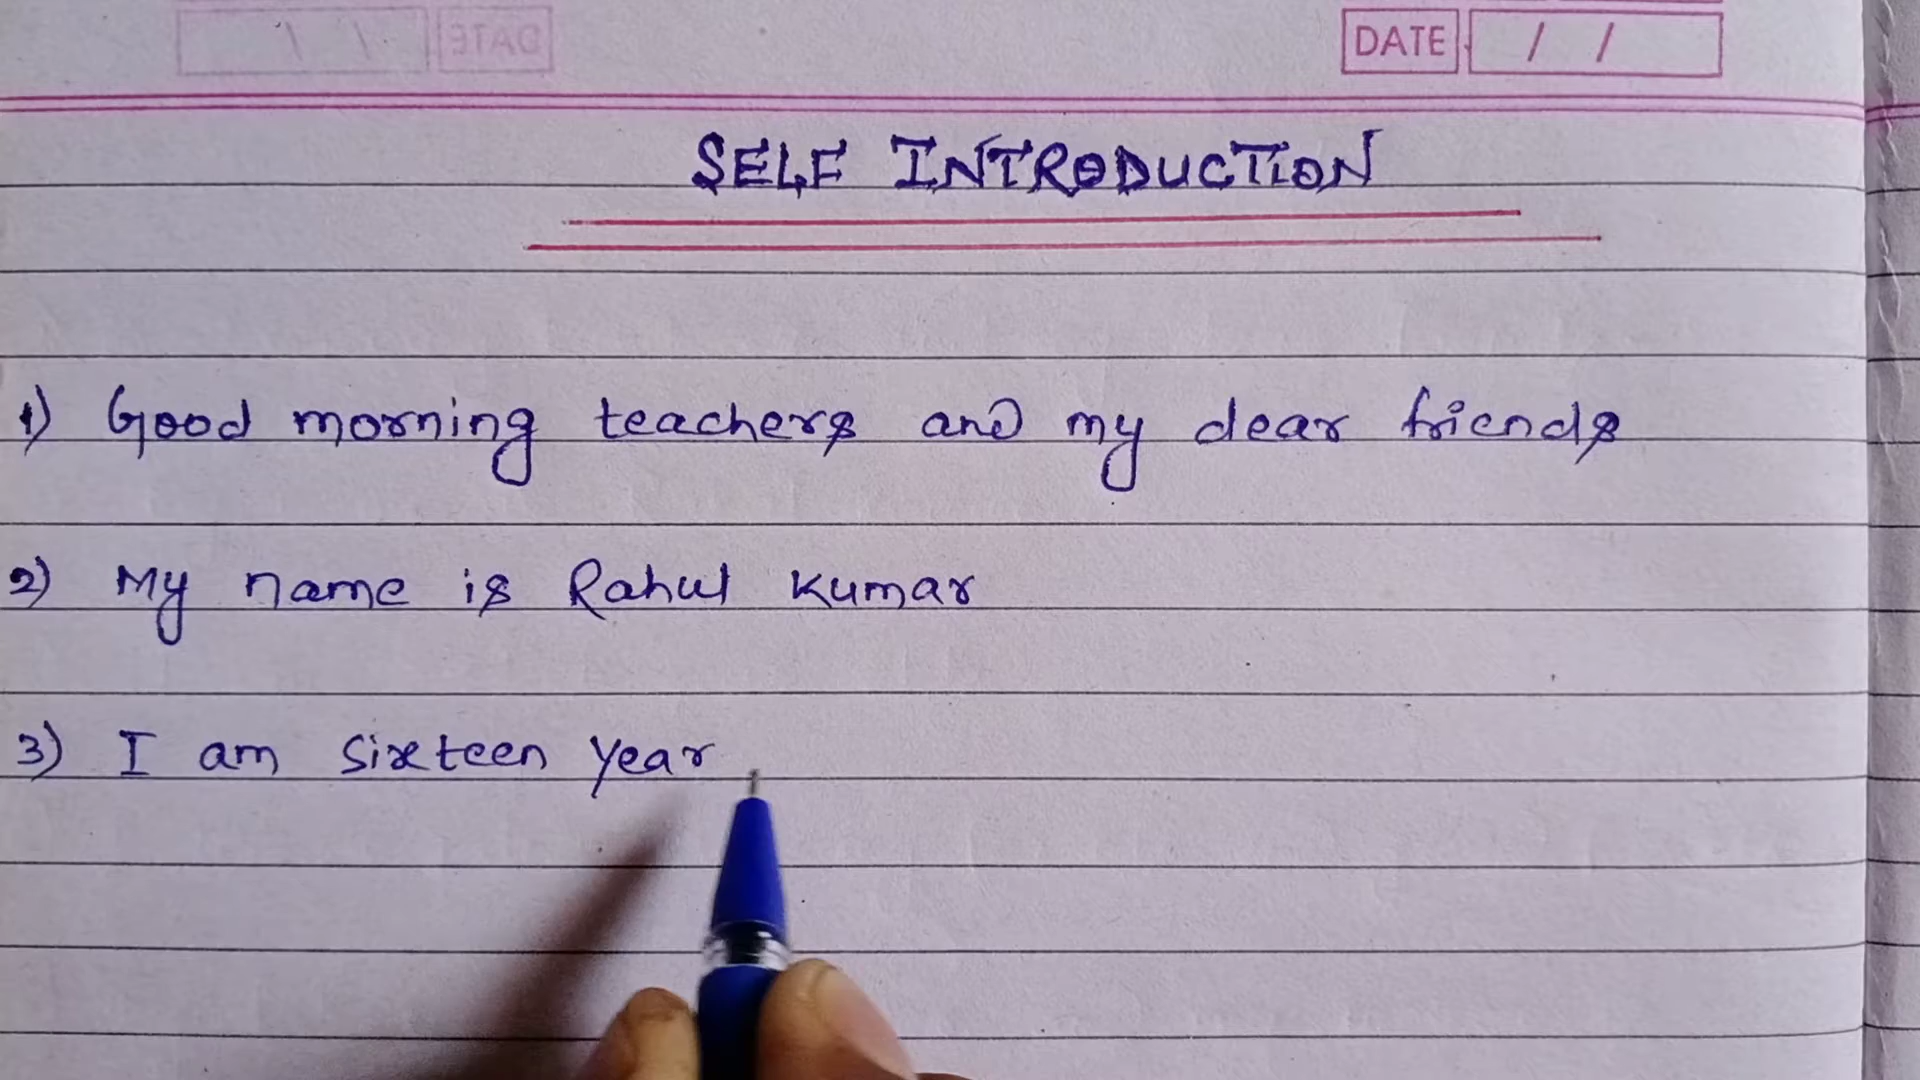 DATE / /
SELF INTRODUCTION
1) Good morning teachers and my dear friends
2) My name is Rahul Kumar
3) I am Sixteen year